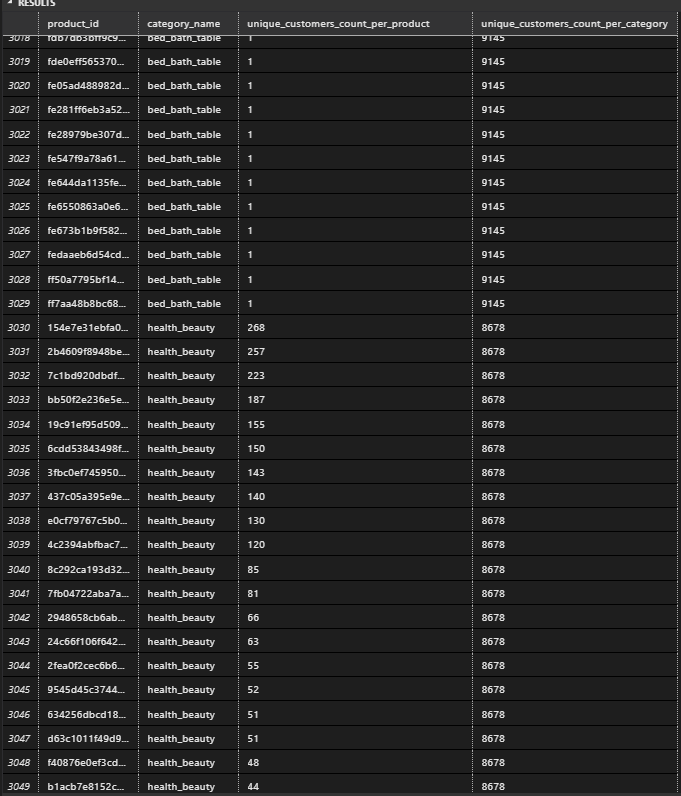 RESULTS
product_id category_name unique_customers_count_per_product unique_customers_count_per_category
3018 fdb7db3bff9c9... bed_bath_table 1 9145
3019 fde0eff565370... bed_bath_table 1 9145
3020 fe05ad488982d... bed_bath_table 1 9145
3021 fe281ff6eb3a52... bed_bath_table 1 9145
3022 fe28979be307d... bed_bath_table 1 9145
3023 fe547f9a78a61... bed_bath_table 1 9145
3024 fe644da1135fe... bed_bath_table 1 9145
3025 fe6550863a0e6... bed_bath_table 1 9145
3026 fe673b1b9f582... bed_bath_table 1 9145
3027 fedaaeb6d54cd... bed_bath_table 1 9145
3028 ff50a7795bf14... bed_bath_table 1 9145
3029 ff7aa48b8bc68... bed_bath_table 1 9145
3030 154e7e31ebfa0... health_beauty 268 8678
3031 2b4609f8948be... health_beauty 257 8678
3032 7c1bd920dbdf... health_beauty 223 8678
3033 bb50f2e236e5e... health_beauty 187 8678
3034 19c91ef95d509... health_beauty 155 8678
3035 6cdd53843498f... health_beauty 150 8678
3036 3fbc0ef745950... health_beauty 143 8678
3037 437c05a395e9e... health_beauty 140 8678
3038 e0cf79767c5b0... health_beauty 130 8678
3039 4c2394abfbac7... health_beauty 120 8678
3040 8c292ca193d32... health_beauty 85 8678
3041 7fb04722aba7a... health_beauty 81 8678
3042 2948658cb6ab... health_beauty 66 8678
3043 24c66f106f642... health_beauty 63 8678
3044 2fea0f2cec6b6... health_beauty 55 8678
3045 9545d45c3744... health_beauty 52 8678
3046 634256dbcd18... health_beauty 51 8678
3047 d63c1011f49d9... health_beauty 51 8678
3048 f40876e0ef3cd... health_beauty 48 8678
3049 b1acb7e8152c... health_beauty 44 8678